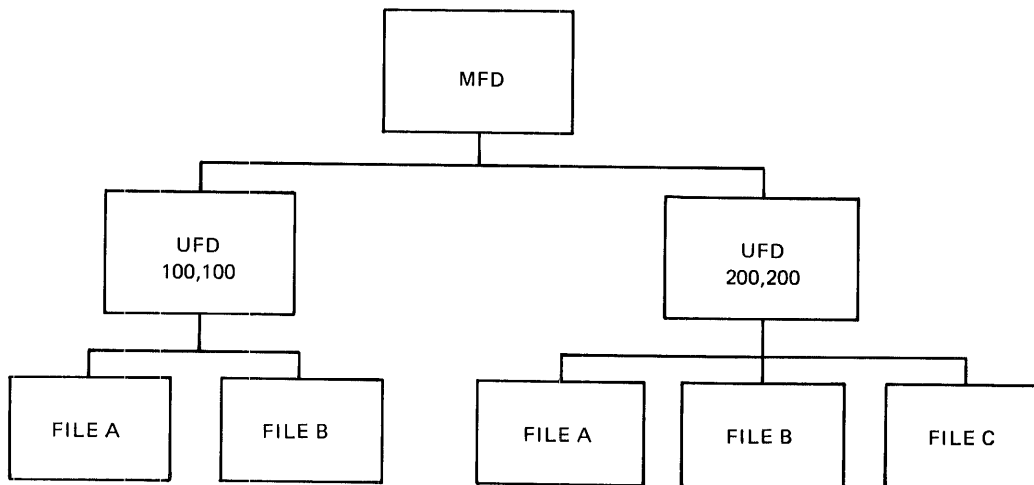 MFD
UFD
100,100
UFD
200,200
FILE A
FILE B
FILE A
FILE B
FILE C